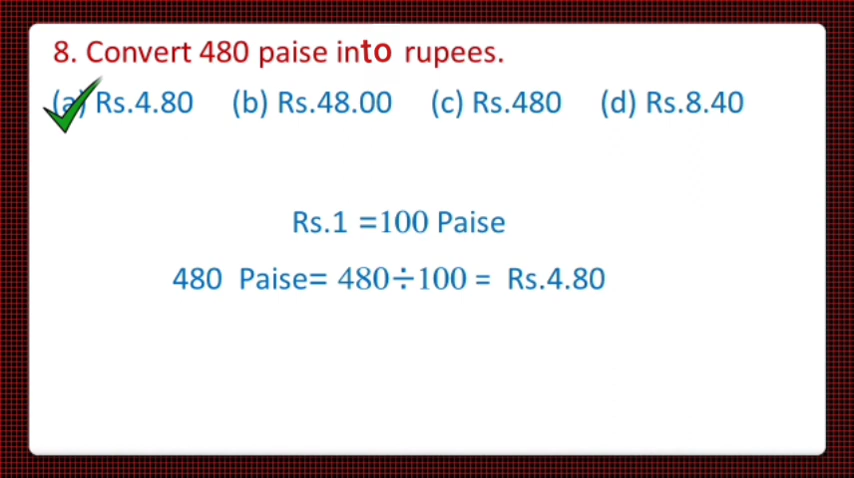 8. Convert 480 paise into rupees.
(a) Rs.4.80 (b) Rs.48.00 (c) Rs.480 (d) Rs.8.40
Rs.1 =100 Paise
480 Paise= 480÷100 = Rs.4.80